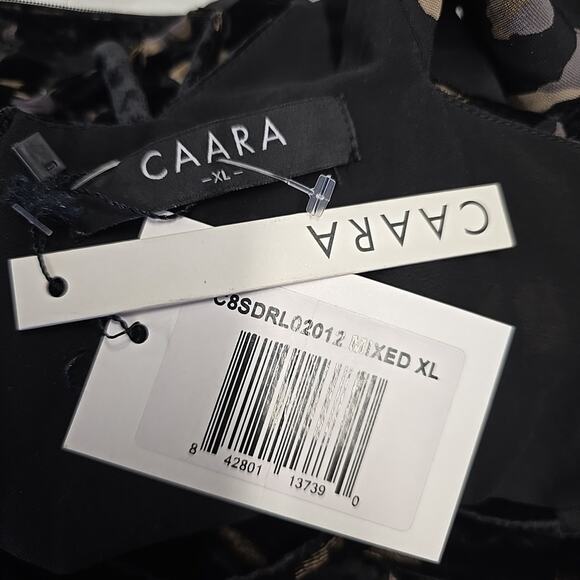 CAARA
-XL-
CAARA
C8SDRL02012 MIXED XL
8 42801 13739 0